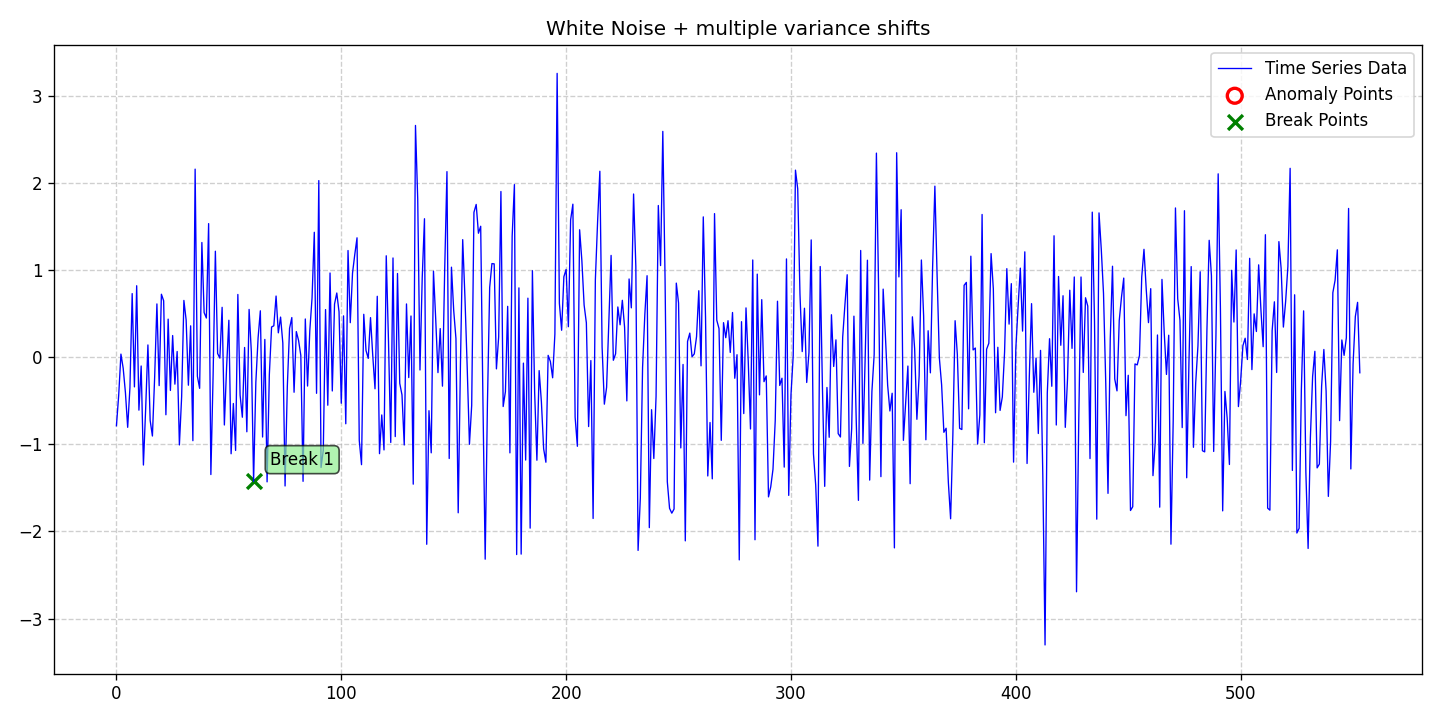 White Noise + multiple variance shifts
Time Series Data
Anomaly Points
Break Points
3
2
1
0
−1
−2
−3
Break 1
0
100
200
300
400
500